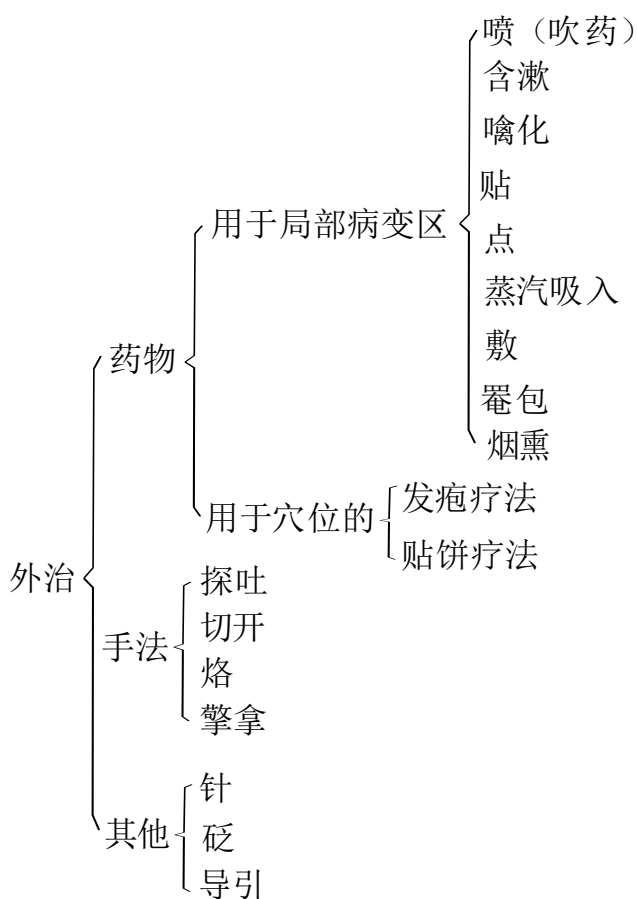 外治
药物
用于局部病变区
喷（吹药）
含漱
噙化
贴
点
蒸汽吸入
敷
罨包
烟熏
用于穴位的
发疱疗法
贴饼疗法
手法
探吐
切开
烙
擎拿
其他
针
砭
导引